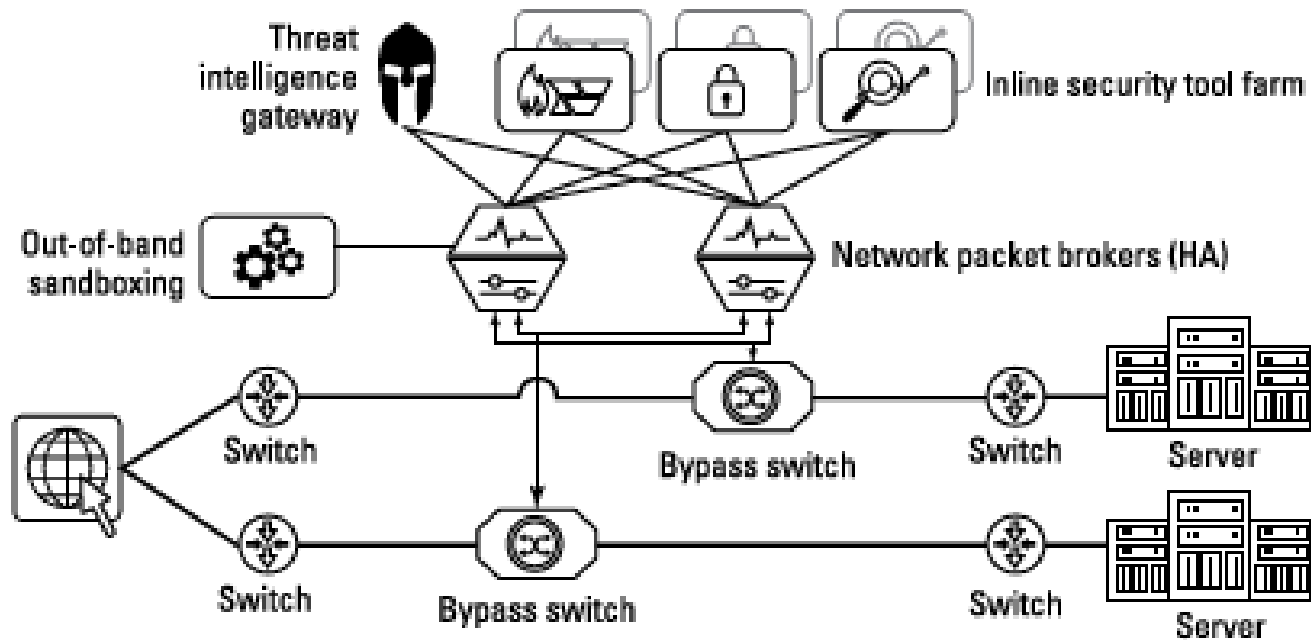 Threat
intelligence
gateway
Inline security tool farm
Out-of-band
sandboxing
Network packet brokers (HA)
Switch
Bypass switch
Switch
Server
Switch
Bypass switch
Switch
Server